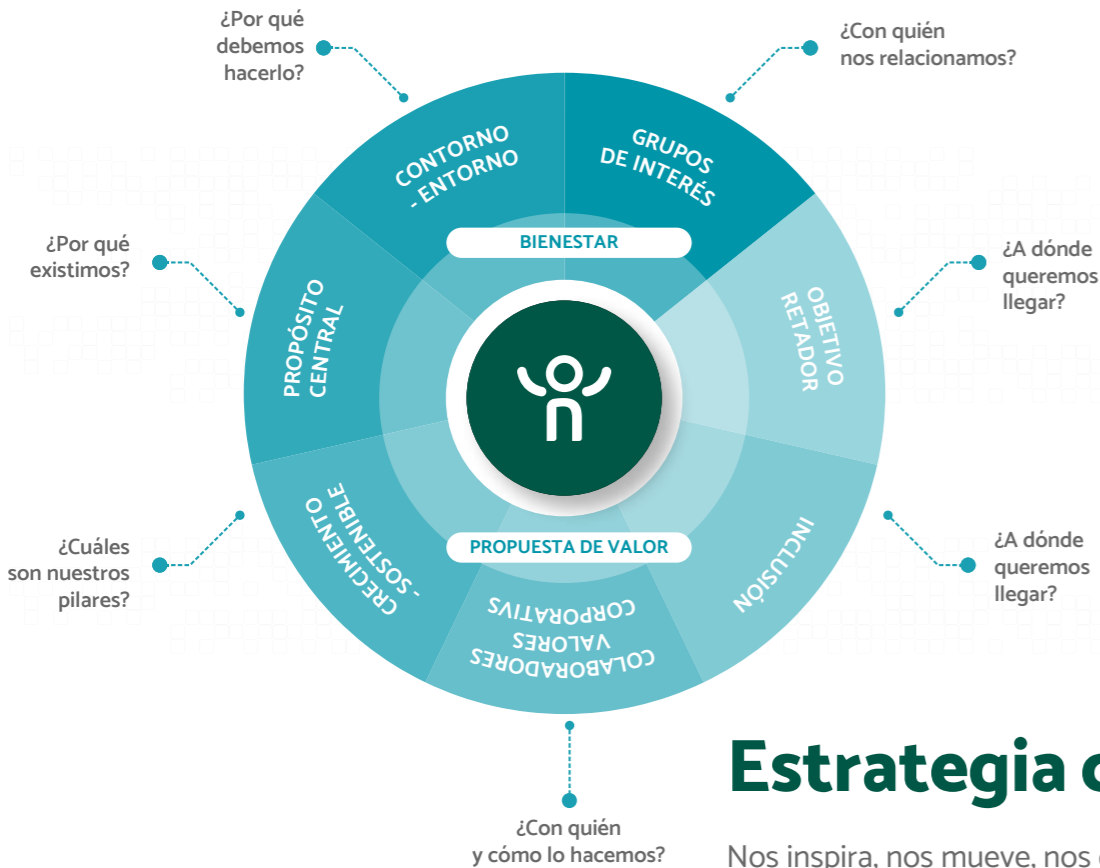 ¿Por qué
debemos
hacerlo?
¿Con quién
nos relacionamos?
CONTORNO
- ENTORNO
GRUPOS
DE INTERÉS
¿Por qué
existimos?
BIENESTAR
¿A dónde
queremos
llegar?
PROPÓSITO
CENTRAL
OBJETIVO
RETADOR
¿Cuáles
son nuestros
pilares?
CRECIMIENTO
- SOSTENIBLE
PROPUESTA DE VALOR
INCLUSIÓN
¿A dónde
queremos
llegar?
COLABORADORES
VALORES
CORPORATIVS
¿Con quién
y cómo lo hacemos?
Estrategia
Nos inspira, nos mueve, nos